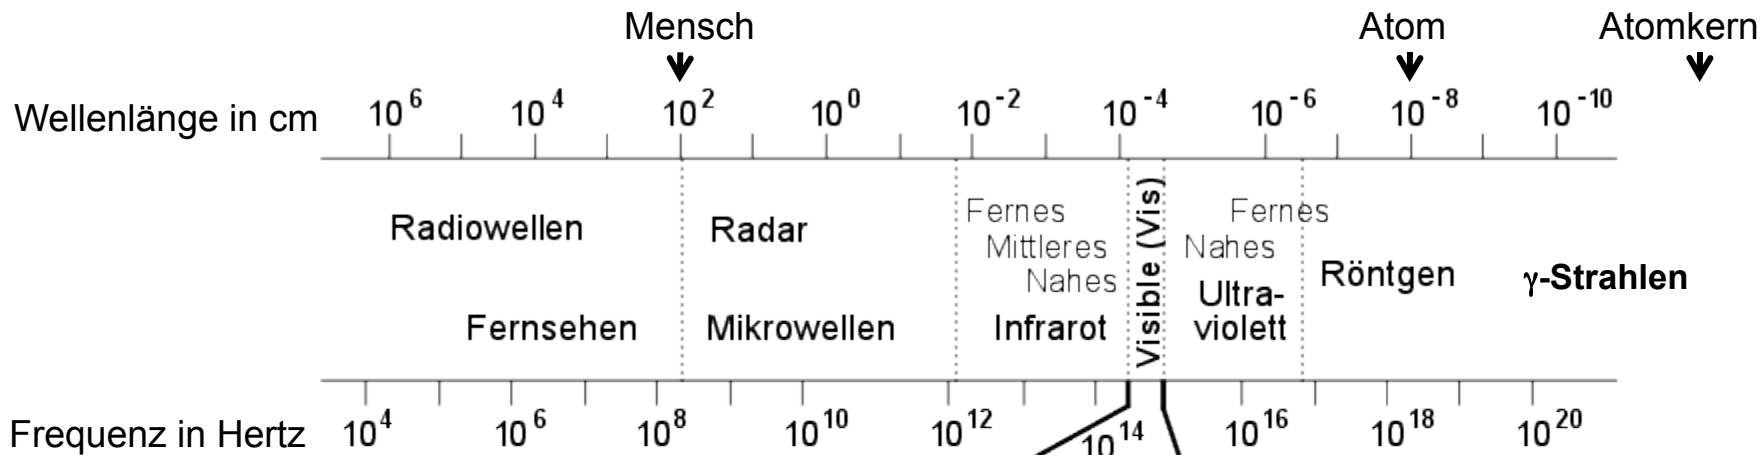 Mensch Atom Atomkern
Wellenlänge in cm 10^6 10^4 10^2 10^0 10^-2 10^-4 10^-6 10^-8 10^-10
Fernes Fernes
Radiowellen Radar Mittleres Nahes
Nahes Röntgen γ-Strahlen
Ultra-
Fernsehen Mikrowellen Infrarot violett
Visible (Vis)
Frequenz in Hertz 10^4 10^6 10^8 10^10 10^12 10^14 10^16 10^18 10^20